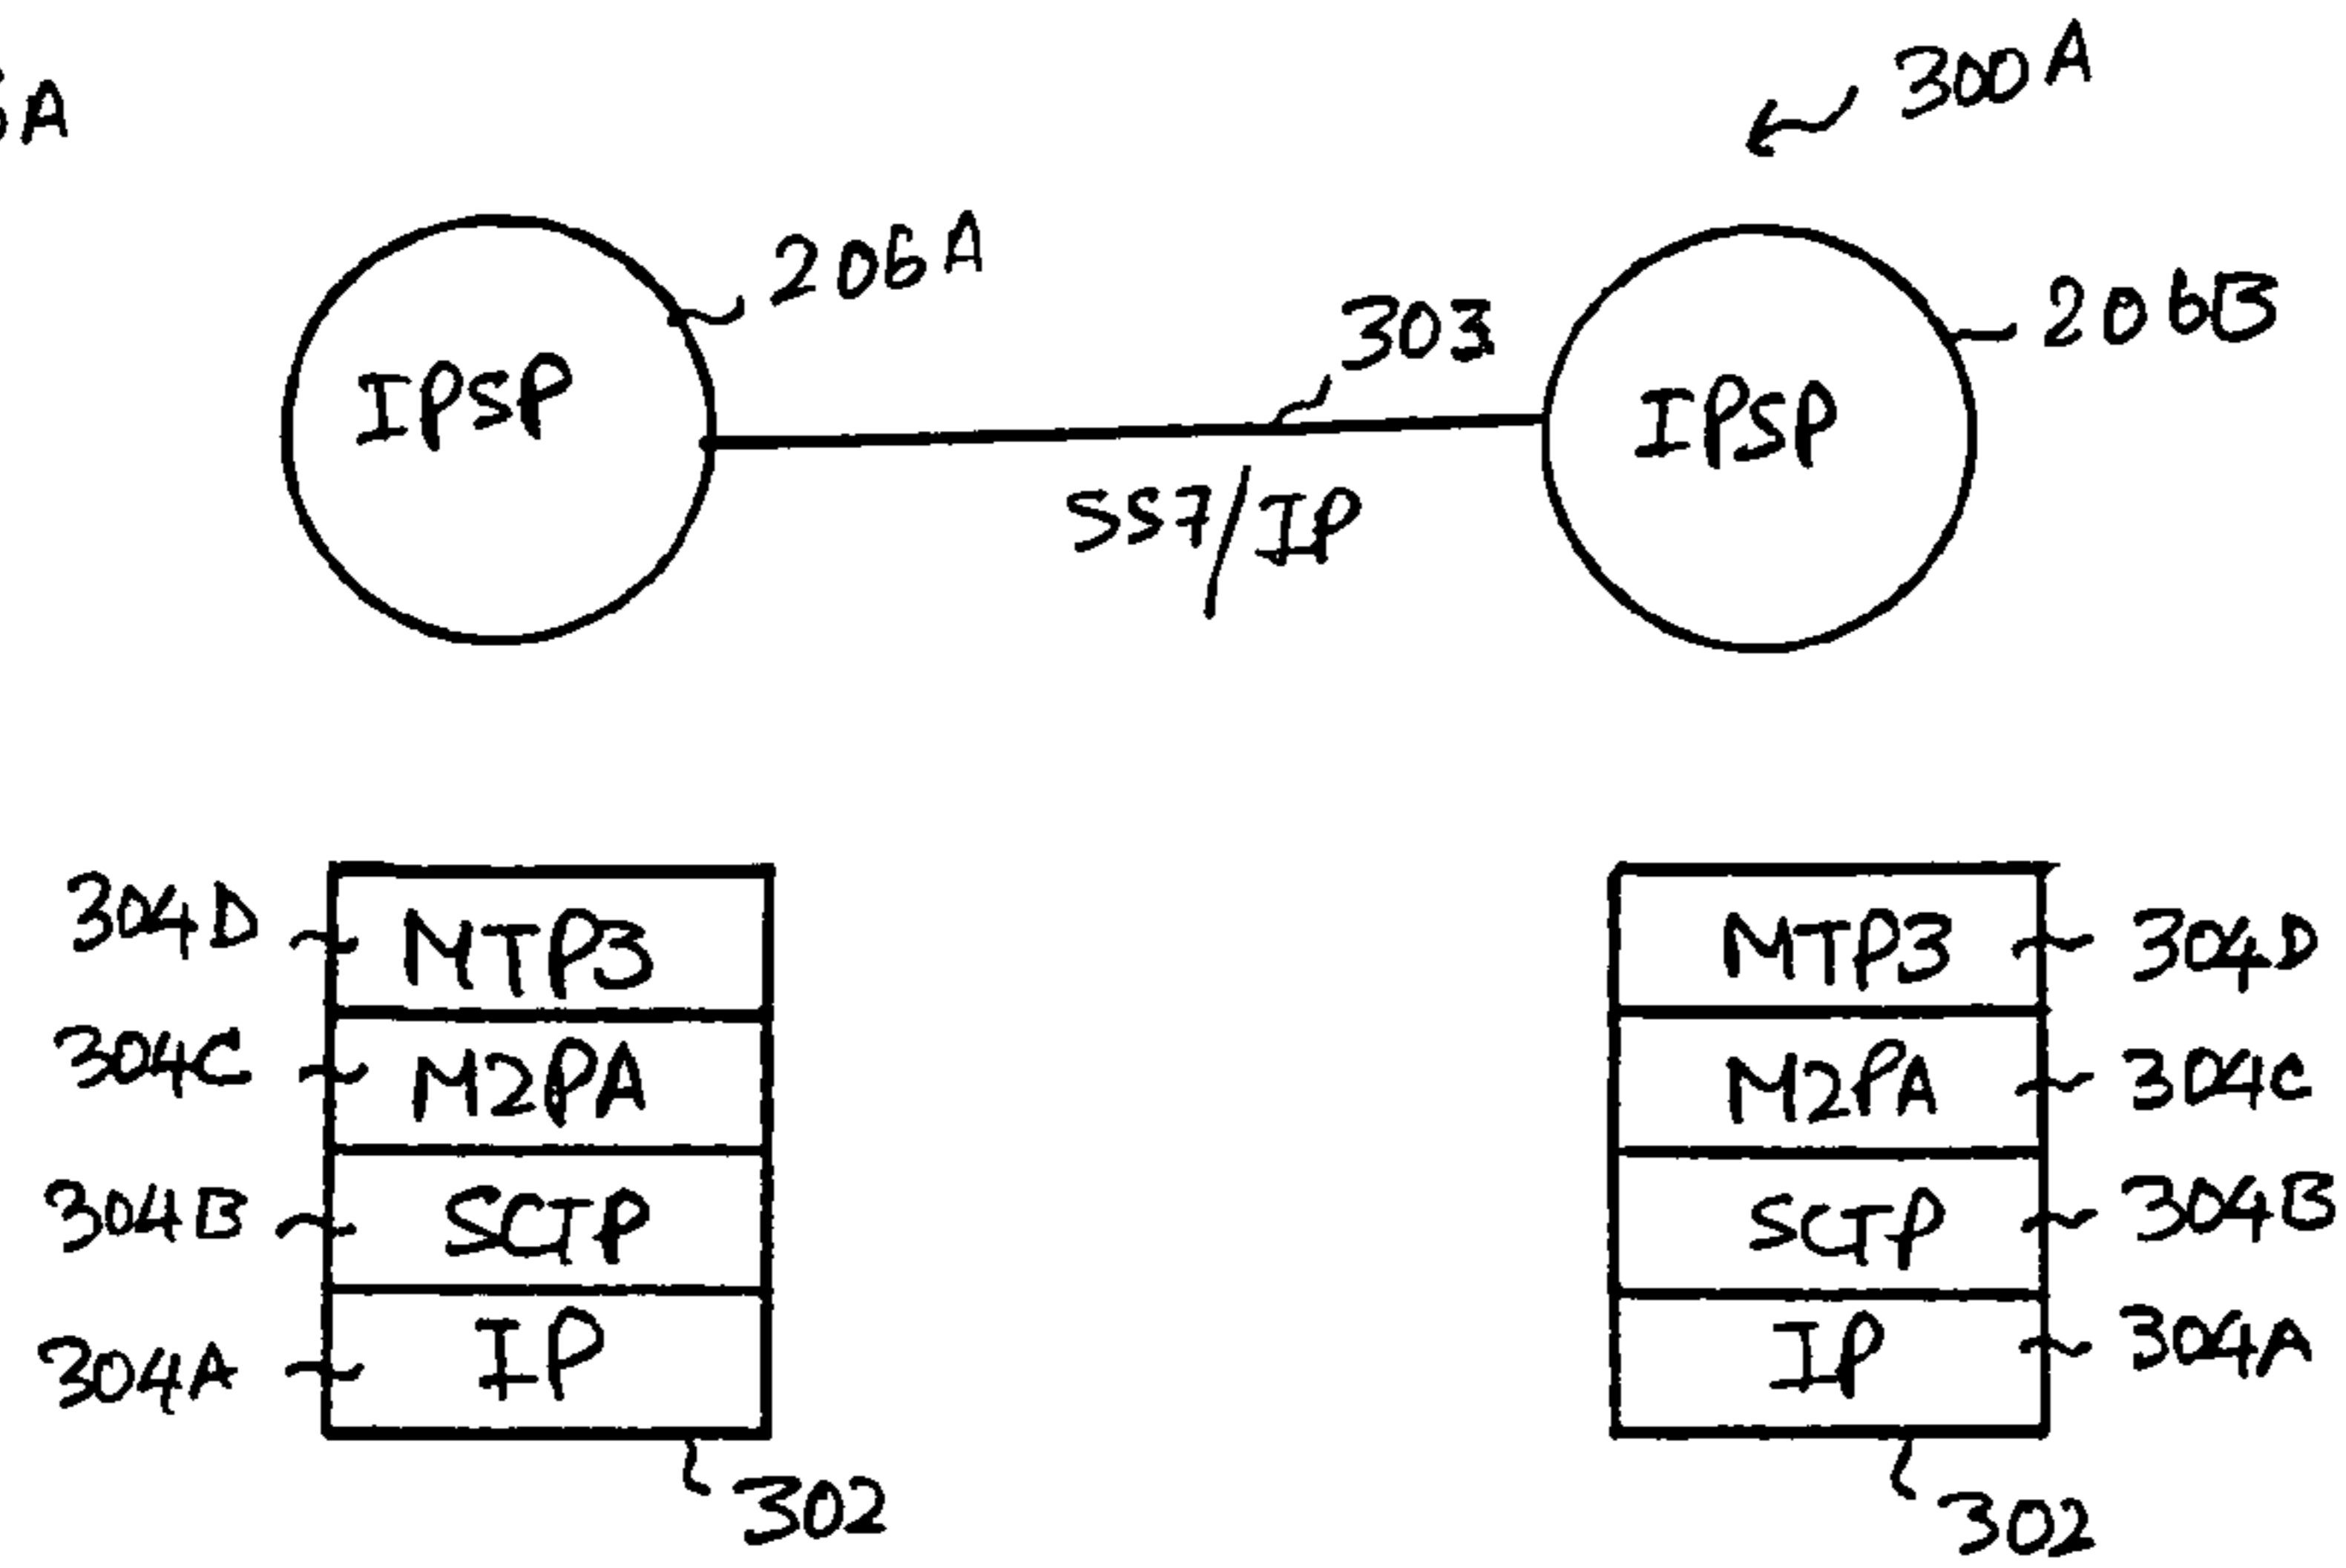 300A
206A
303
206B
IPSP
IPSP
SS7/IP
304D MTP3
MTP3 304D
304C M2PA
M2PA 304C
304B SCTP
SCTP 304B
304A IP
IP 304A
302
302